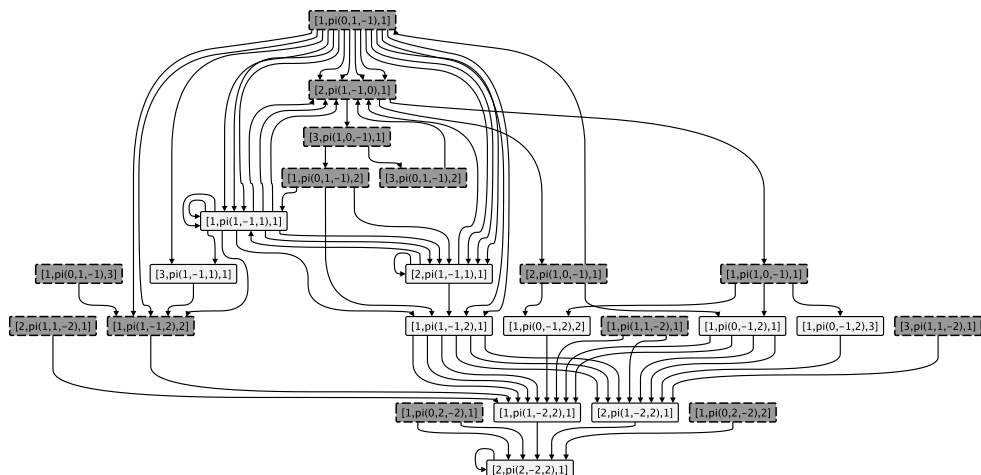 [1,pi(0,1,−1),1]
[2,pi(1,−1,0),1]
[3,pi(1,0,−1),1]
[1,pi(0,1,−1),2] [3,pi(0,1,−1),2]
[1,pi(1,−1,1),1]
[1,pi(0,1,−1),3] [3,pi(1,−1,1),1] [2,pi(1,−1,1),1] [2,pi(1,0,−1),1] [1,pi(1,0,−1),1]
[2,pi(1,1,−2),1] [1,pi(1,−1,2),2] [1,pi(1,−1,2),1] [1,pi(0,−1,2),2] [1,pi(1,1,−2),1] [1,pi(0,−1,2),1] [1,pi(0,−1,2),3] [3,pi(1,1,−2),1]
[1,pi(0,2,−2),1] [1,pi(1,−2,2),1] [2,pi(1,−2,2),1] [1,pi(0,2,−2),2]
[2,pi(2,−2,2),1]